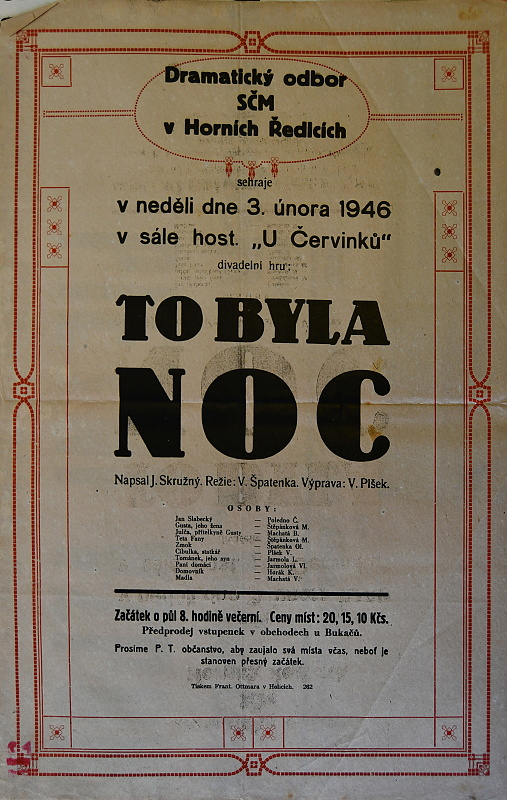 Dramatický odbor
SČM
v Horních Ředicích
sehraje
v neděli dne 3. února 1946
v sále host. „U Červinků“
divadelní hru:
TO BYLA
NOC
Napsal J. Skružný. Režie: V. Špatenka. Výprava: V. Plšek.
OSOBY:
Jan Slabecký — Poledno Č.
Gusta, jeho žena — Štěpánková M.
Julča, přítelkyně Gusty — Machatá B.
Teta Fany — Štěpánková M.
Zmok — Špatenka Ol.
Cibulka, statkář — Plšek V.
Tománek, jeho syn — Jarmola L.
Paní domácí — Jarmolová Vl.
Domovník — Horák K.
Madla — Machatá V.
Začátek o půl 8. hodině večerní. Ceny míst: 20, 15, 10 Kčs.
Předprodej vstupenek v obchodech u Bukačů.
Prosíme P. T. občanstvo, aby zaujalo svá místa včas, neboť je
stanoven přesný začátek.
Tiskem Frant. Ottmara v Holicích. 262